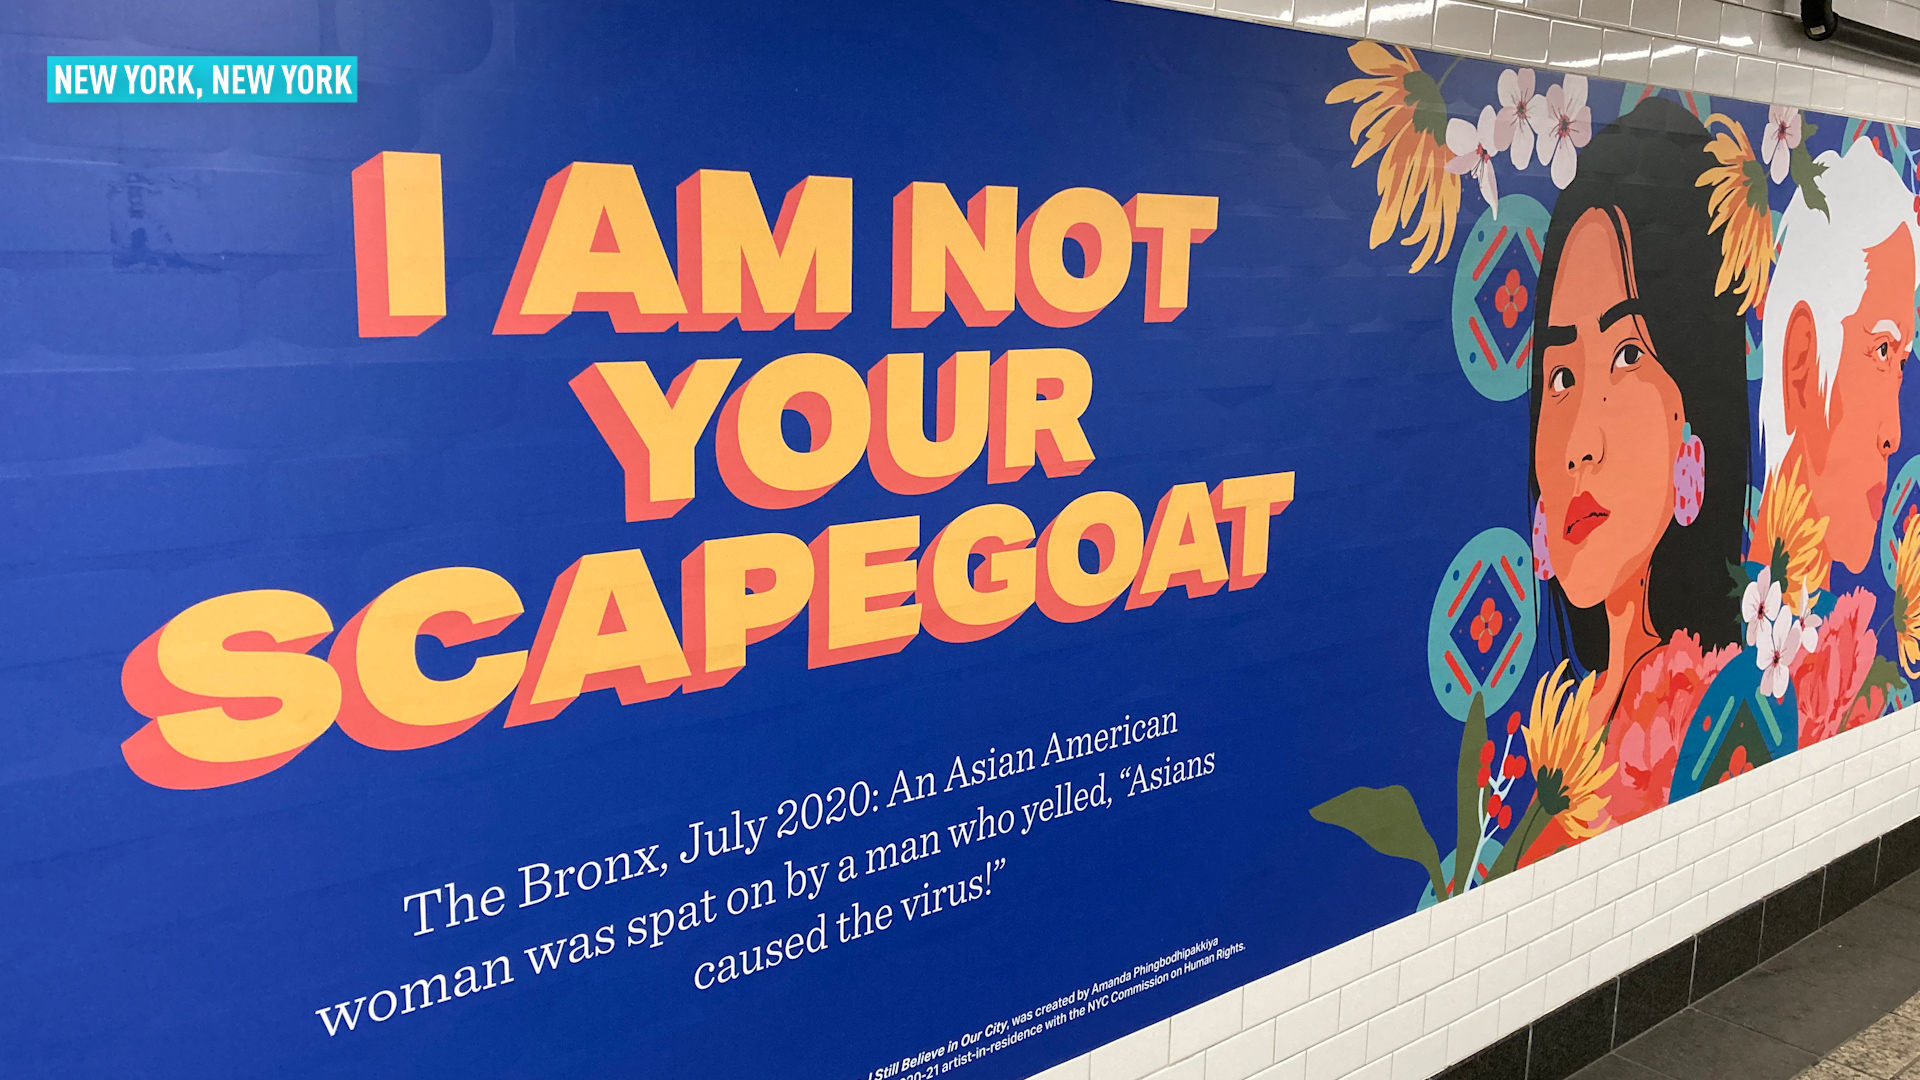 NEW YORK, NEW YORK
I AM NOT
YOUR
SCAPEGOAT
The Bronx, July 2020: An Asian American
woman was spat on by a man who yelled, “Asians
caused the virus!”
I Still Believe in Our City, was created by Amanda Phingbodhipakkiya
20-21 artist-in-residence with the NYC Commission on Human Rights.